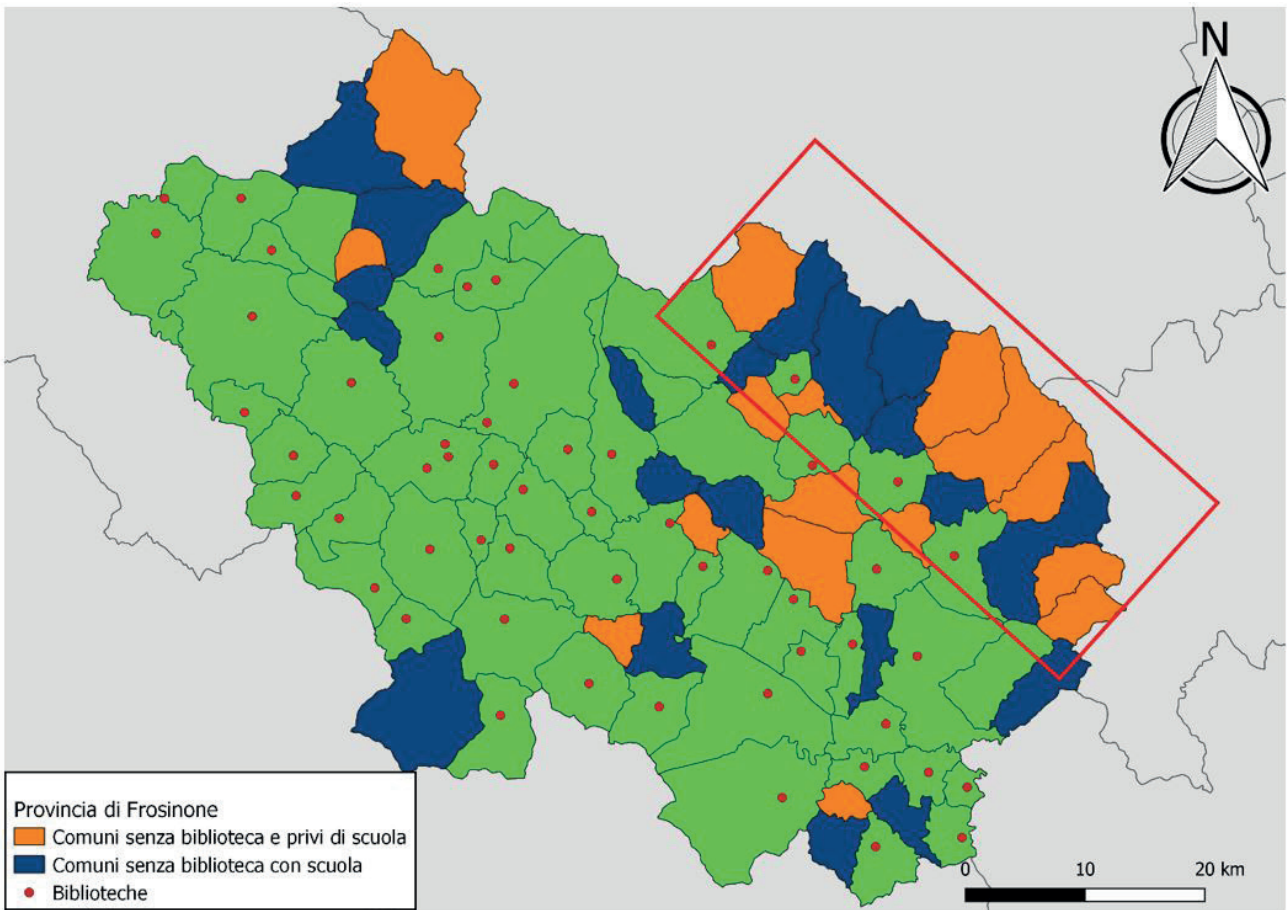 N
Provincia di Frosinone
Comuni senza biblioteca e privi di scuola
Comuni senza biblioteca con scuola
Biblioteche
0 10 20 km